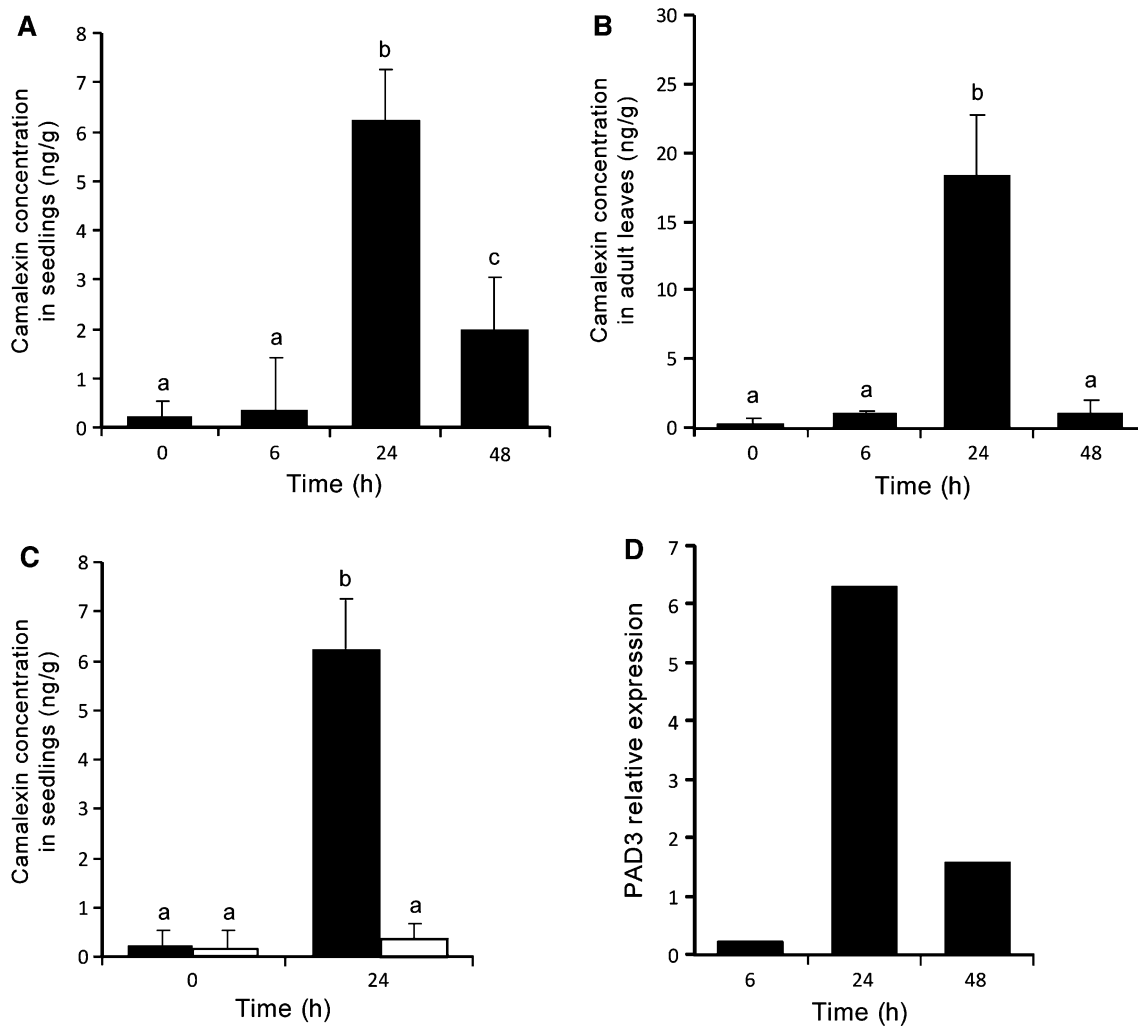 A
Camalexin concentration
in seedlings (ng/g)
8
7
6
5
4
3
2
1
0
a
a
b
c
0 6 24 48
Time (h)
B
Camalexin concentration
in adult leaves (ng/g)
30
25
20
15
10
5
0
a
a
b
a
0 6 24 48
Time (h)
C
Camalexin concentration
in seedlings (ng/g)
8
7
6
5
4
3
2
1
0
a
a
b
a
0 24
Time (h)
D
PAD3 relative expression
7
6
5
4
3
2
1
0
6 24 48
Time (h)